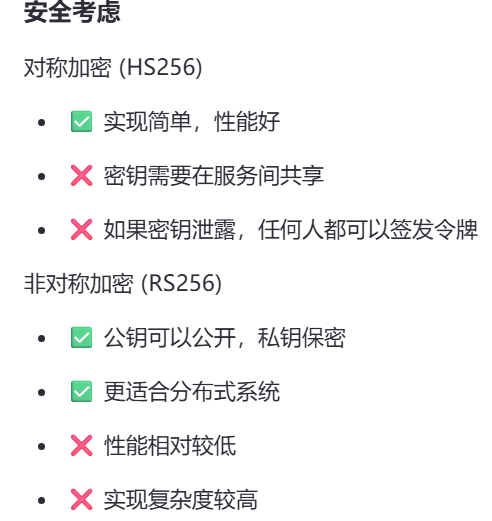 安全考虑
对称加密 (HS256)
• ✅ 实现简单，性能好
• ❌ 密钥需要在服务间共享
• ❌ 如果密钥泄露，任何人都可以签发令牌
非对称加密 (RS256)
• ✅ 公钥可以公开，私钥保密
• ✅ 更适合分布式系统
• ❌ 性能相对较低
• ❌ 实现复杂度较高